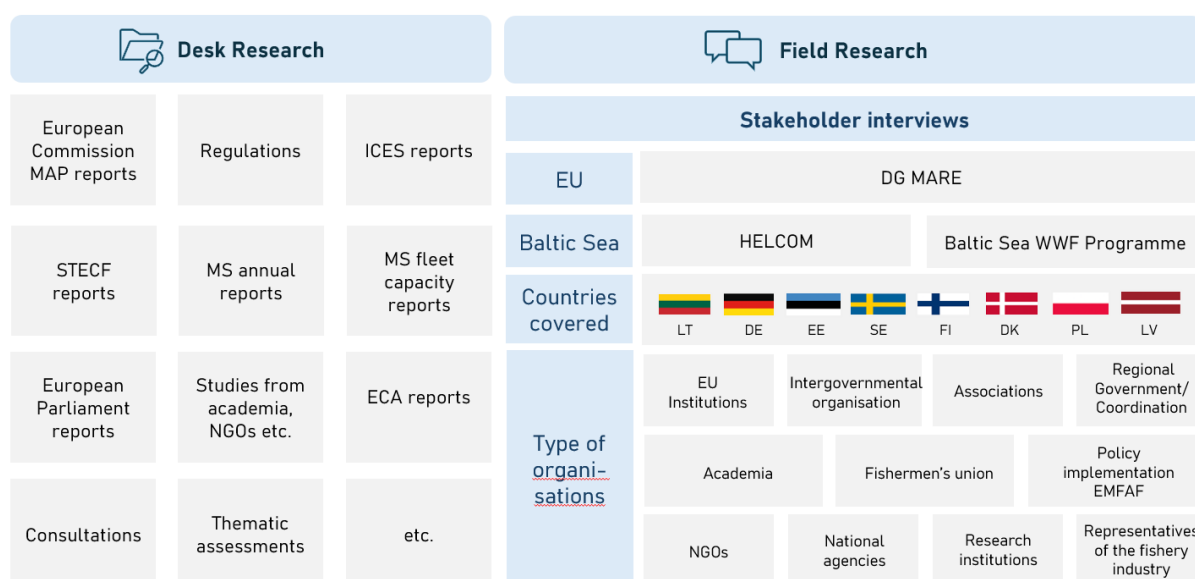 Desk Research
European
Commission
MAP reports
Regulations
ICES reports
STECF
reports
MS annual
reports
MS fleet
capacity
reports
European
Parliament
reports
Studies from
academia,
NGOs etc.
ECA reports
Consultations
Thematic
assessments
etc.
Field Research
Stakeholder interviews
EU
DG MARE
Baltic Sea
HELCOM
Baltic Sea WWF Programme
Countries
covered
LT
DE
EE
SE
FI
DK
PL
LV
Type of
organi-
sations
EU
Institutions
Intergovernmental
organisation
Associations
Regional
Government/
Coordination
Academia
Fishermen's union
Policy
implementation
EMFAF
NGOs
National
agencies
Research
institutions
Representatives
of the fishery
industry